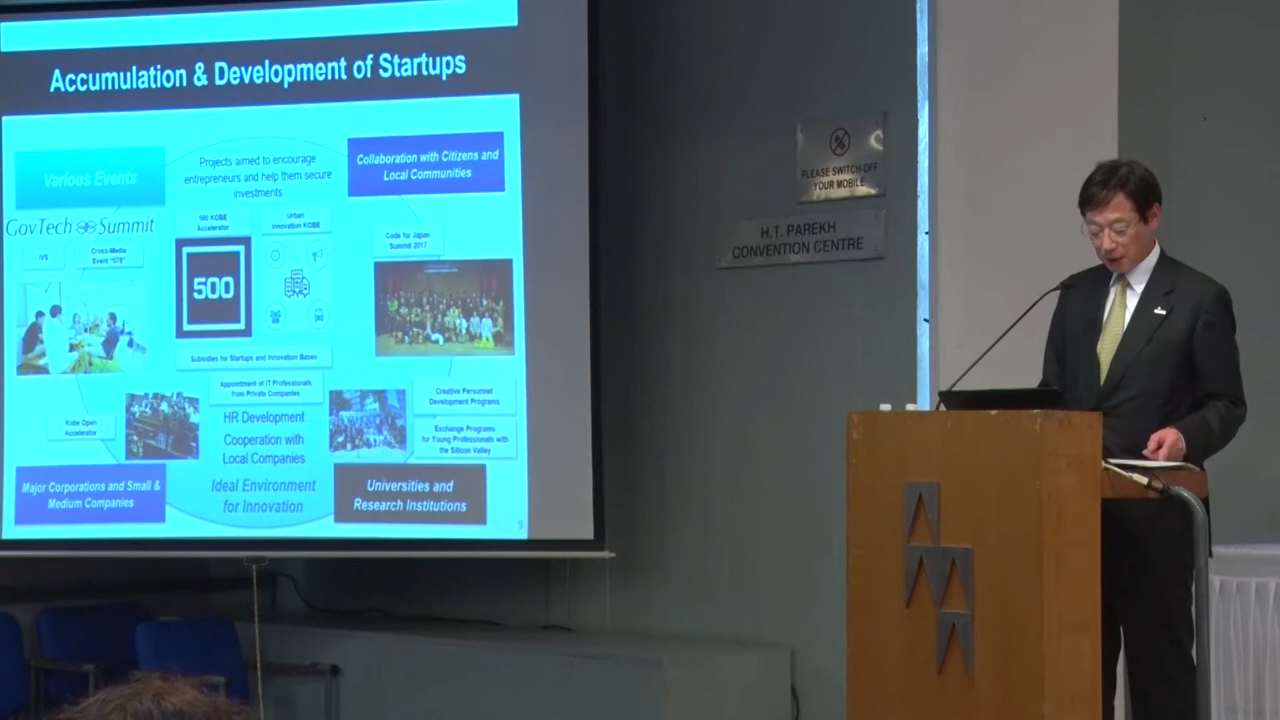 Accumulation & Development of Startups
Various Events
Projects aimed to encourage
entrepreneurs and help them secure
investments
Collaboration with Citizens and
Local Communities
GovTech Summit
IVS
Cross-Media
Event "078"
500 KOBE
Accelerator
Urban
Innovation KOBE
Code for Japan
Summit 2017
500
Subsidies for Startups and Innovation Bases
Appointment of IT Professionals
from Private Companies
HR Development
Cooperation with
Local Companies
Ideal Environment
for Innovation
Kobe Open
Accelerator
Creative Personnel
Development Programs
Exchange Programs
for Young Professionals with
the Silicon Valley
Major Corporations and Small &
Medium Companies
Universities and
Research Institutions
9
PLEASE SWITCH OFF
YOUR MOBILE
H.T. PAREKH
CONVENTION CENTRE